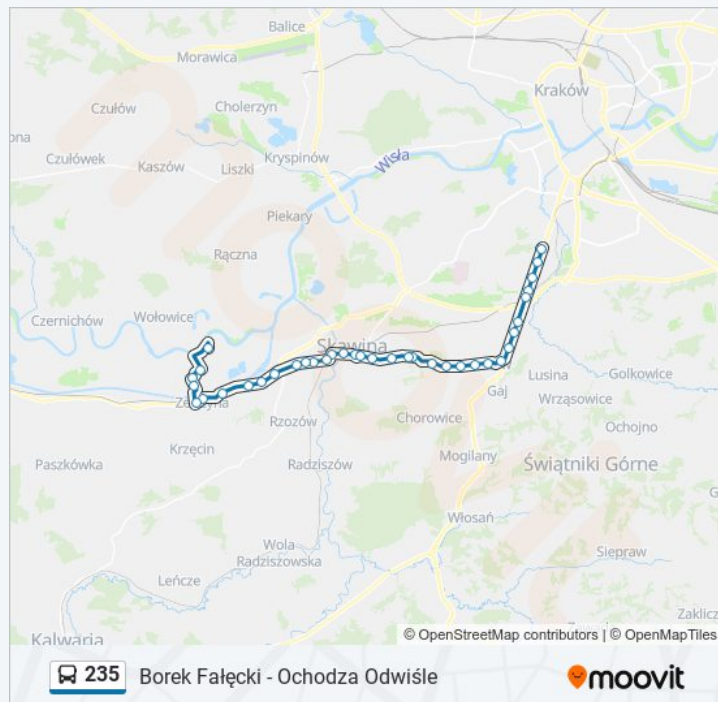 Balice
Morawica
Kraków
Czułów
Cholerzyn
Czułówek
Kaszów
Liszki
Kryspinów
Wisła
Piekary
Rączna
Wołowice
Czernichów
Skawina
Zelczyna
Lusina
Golkowice
Gaj
Wrząsowice
Rzozów
Chorowice
Ochojno
Krzęcin
Mogilany
Paszkówka
Radziszów
Świątniki Górne
Włosań
Wola
Radziszowska
Siepraw
Leńcze
Zaklicz
Kalwaria
© OpenStreetMap contributors | © OpenMapTiles
235 Borek Fałęcki - Ochodza Odwiśle
moovit